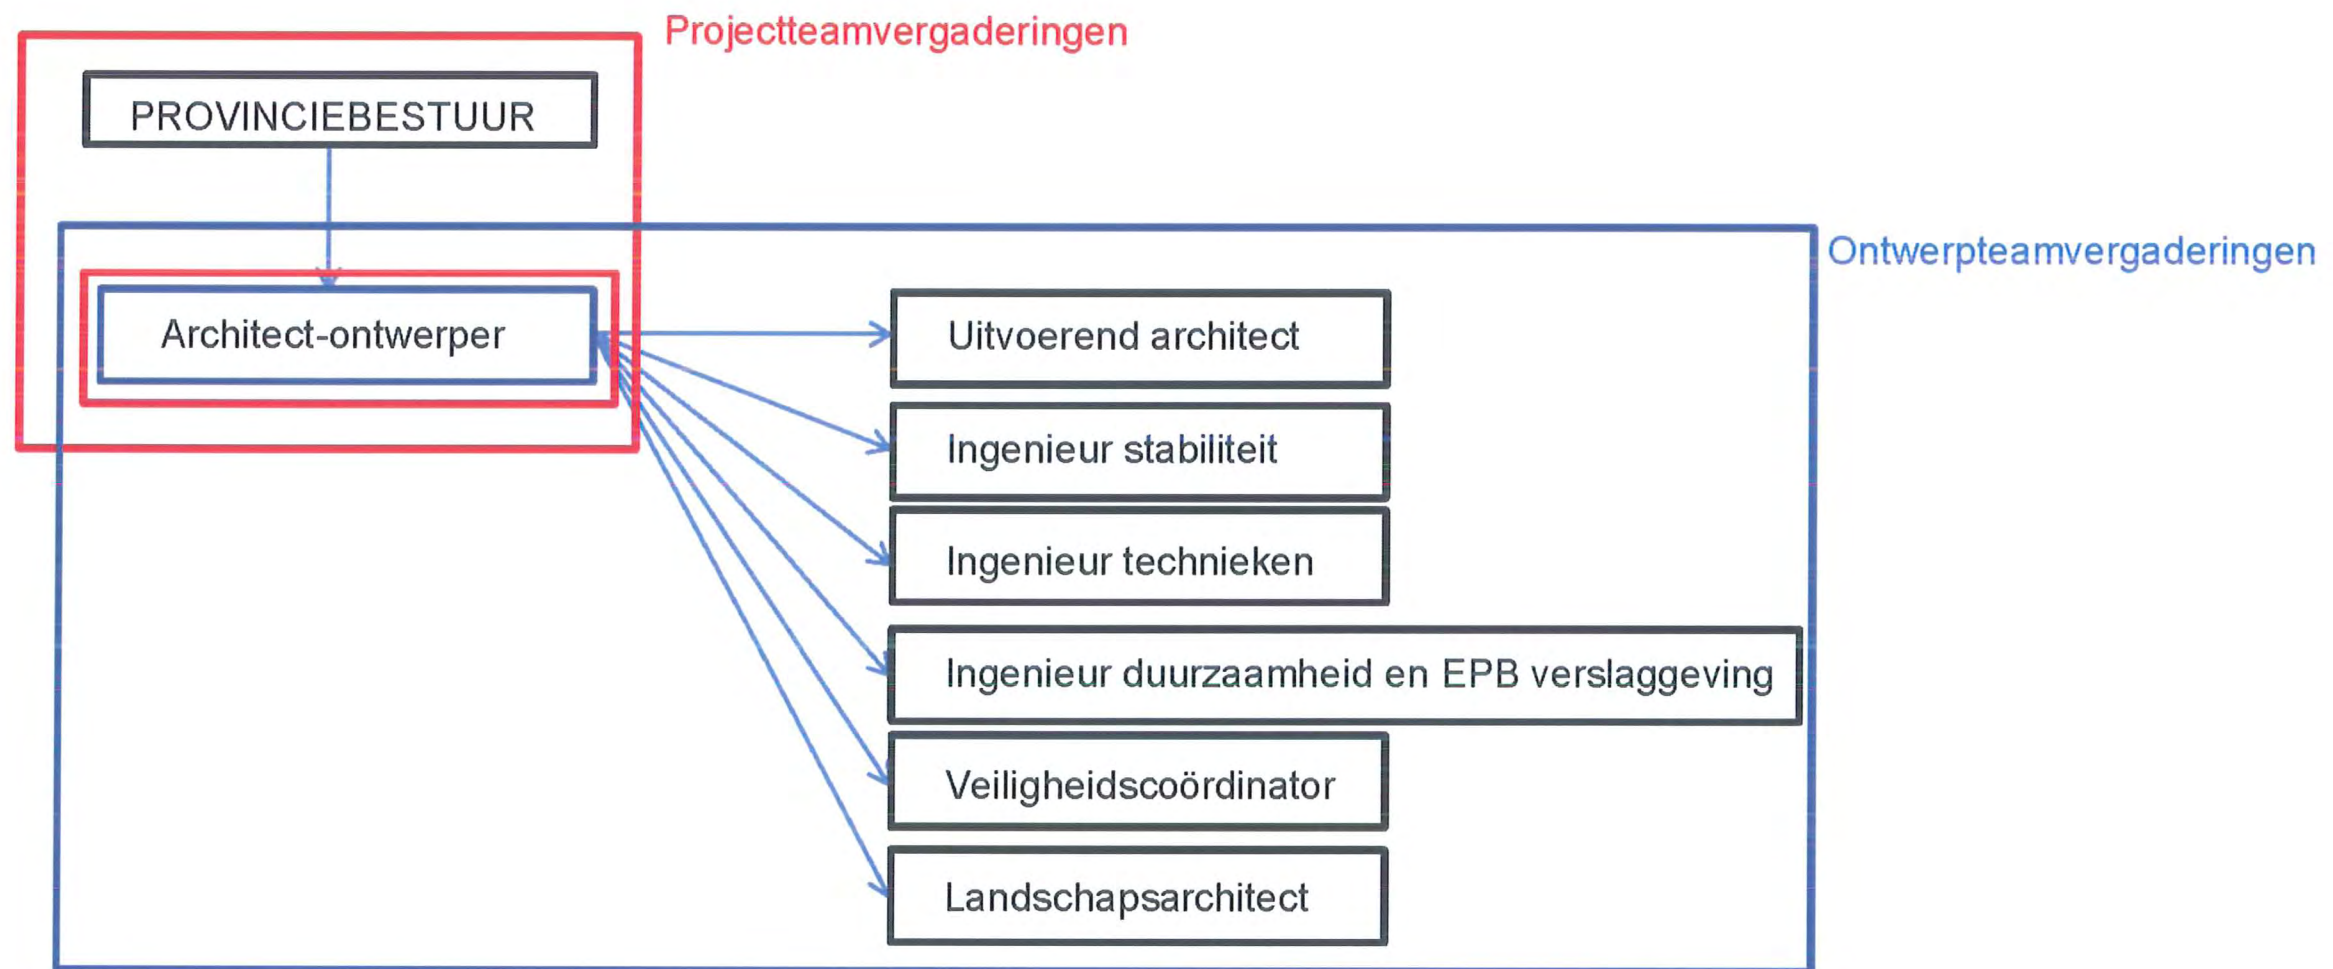 Projectteamvergaderingen
PROVINCIEBESTUUR
Ontwerpteamvergaderingen
Architect-ontwerper
Uitvoerend architect
Ingenieur stabiliteit
Ingenieur technieken
Ingenieur duurzaamheid en EPB verslaggeving
Veiligheidscoördinator
Landschapsarchitect